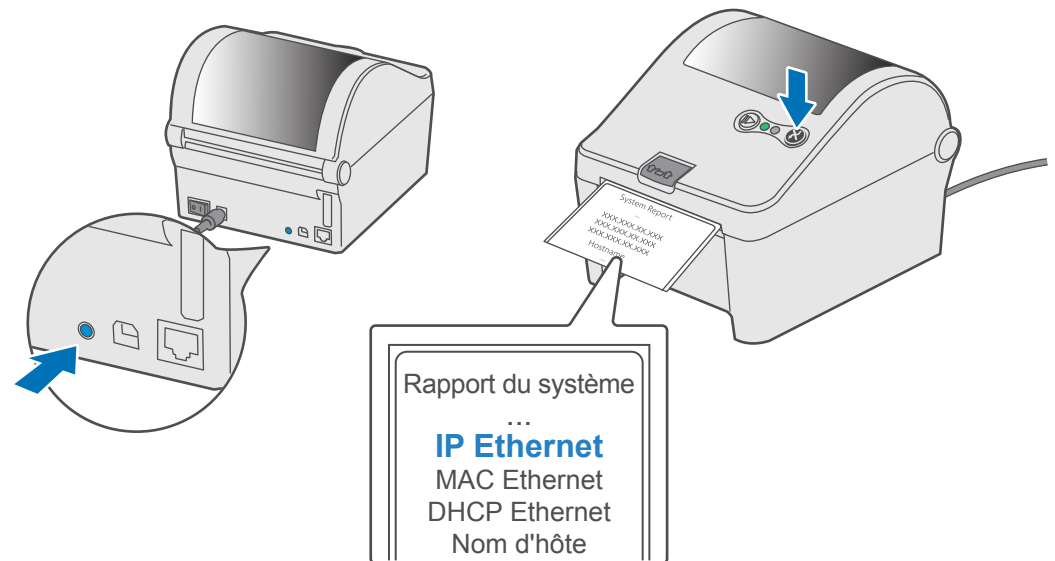 System Report
...
XXX.XXX.XX.XXX
XXX.XXX.XX.XXX
XXX.XXX.XX.XXX
Hostname
...
Rapport du système
...
IP Ethernet
MAC Ethernet
DHCP Ethernet
Nom d'hôte